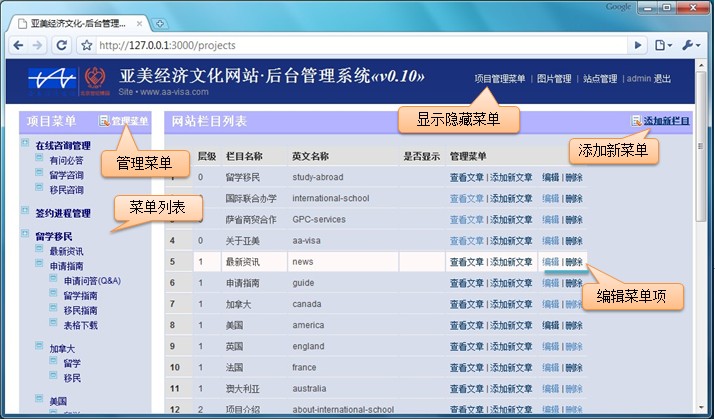 Google
亚美经济文化-后台管理...
http://127.0.0.1:3000/projects
亚美经济文化网站·后台管理系统«v0.10»
Site • www.aa-visa.com
项目管理菜单 | 图片管理 | 站点管理 | admin 退出
显示隐藏菜单
项目菜单
管理菜单
网站栏目列表
添加新栏目
管理菜单
添加新菜单
菜单列表
编辑菜单项
在线咨询管理
有问必答
留学咨询
移民咨询
签约进程管理
留学移民
最新资讯
申请指南
申请问答(Q&A)
留学指南
移民指南
表格下载
加拿大
留学
移民
美国
层级 栏目名称 英文名称 是否显示 管理菜单
0 留学移民 study-abroad 查看文章 | 添加新文章 编辑 | 删除
国际联合办学 international-school 查看文章 | 添加新文章 编辑 | 删除
萨省商贸合作 GPC-services 查看文章 | 添加新文章 编辑 | 删除
4 0 关于亚美 aa-visa 查看文章 | 添加新文章 编辑 | 删除
5 1 最新资讯 news 查看文章 | 添加新文章 编辑 | 删除
6 1 申请指南 guide 查看文章 | 添加新文章 编辑 | 删除
7 1 加拿大 canada 查看文章 | 添加新文章 编辑 | 删除
8 1 美国 america 查看文章 | 添加新文章 编辑 | 删除
9 1 英国 england 查看文章 | 添加新文章 编辑 | 删除
10 1 法国 france 查看文章 | 添加新文章 编辑 | 删除
11 1 澳大利亚 australia 查看文章 | 添加新文章 编辑 | 删除
12 2 项目介绍 about-international-school 查看文章 | 添加新文章 编辑 | 删除